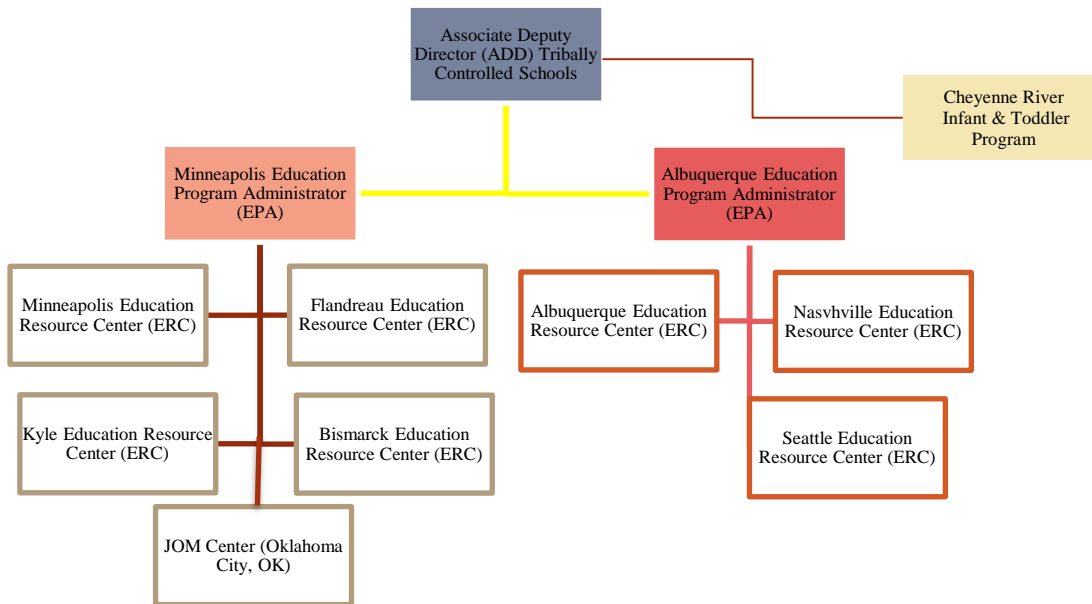 Associate Deputy
Director (ADD) Tribally
Controlled Schools
Cheyenne River
Infant & Toddler
Program
Minneapolis Education
Program Administrator
(EPA)
Albuquerque Education
Program Administrator
(EPA)
Minneapolis Education
Resource Center (ERC)
Flandreau Education
Resource Center (ERC)
Albuquerque Education
Resource Center (ERC)
Nasvhville Education
Resource Center (ERC)
Kyle Education Resource
Center (ERC)
Bismarck Education
Resource Center (ERC)
Seattle Education
Resource Center (ERC)
JOM Center (Oklahoma
City, OK)